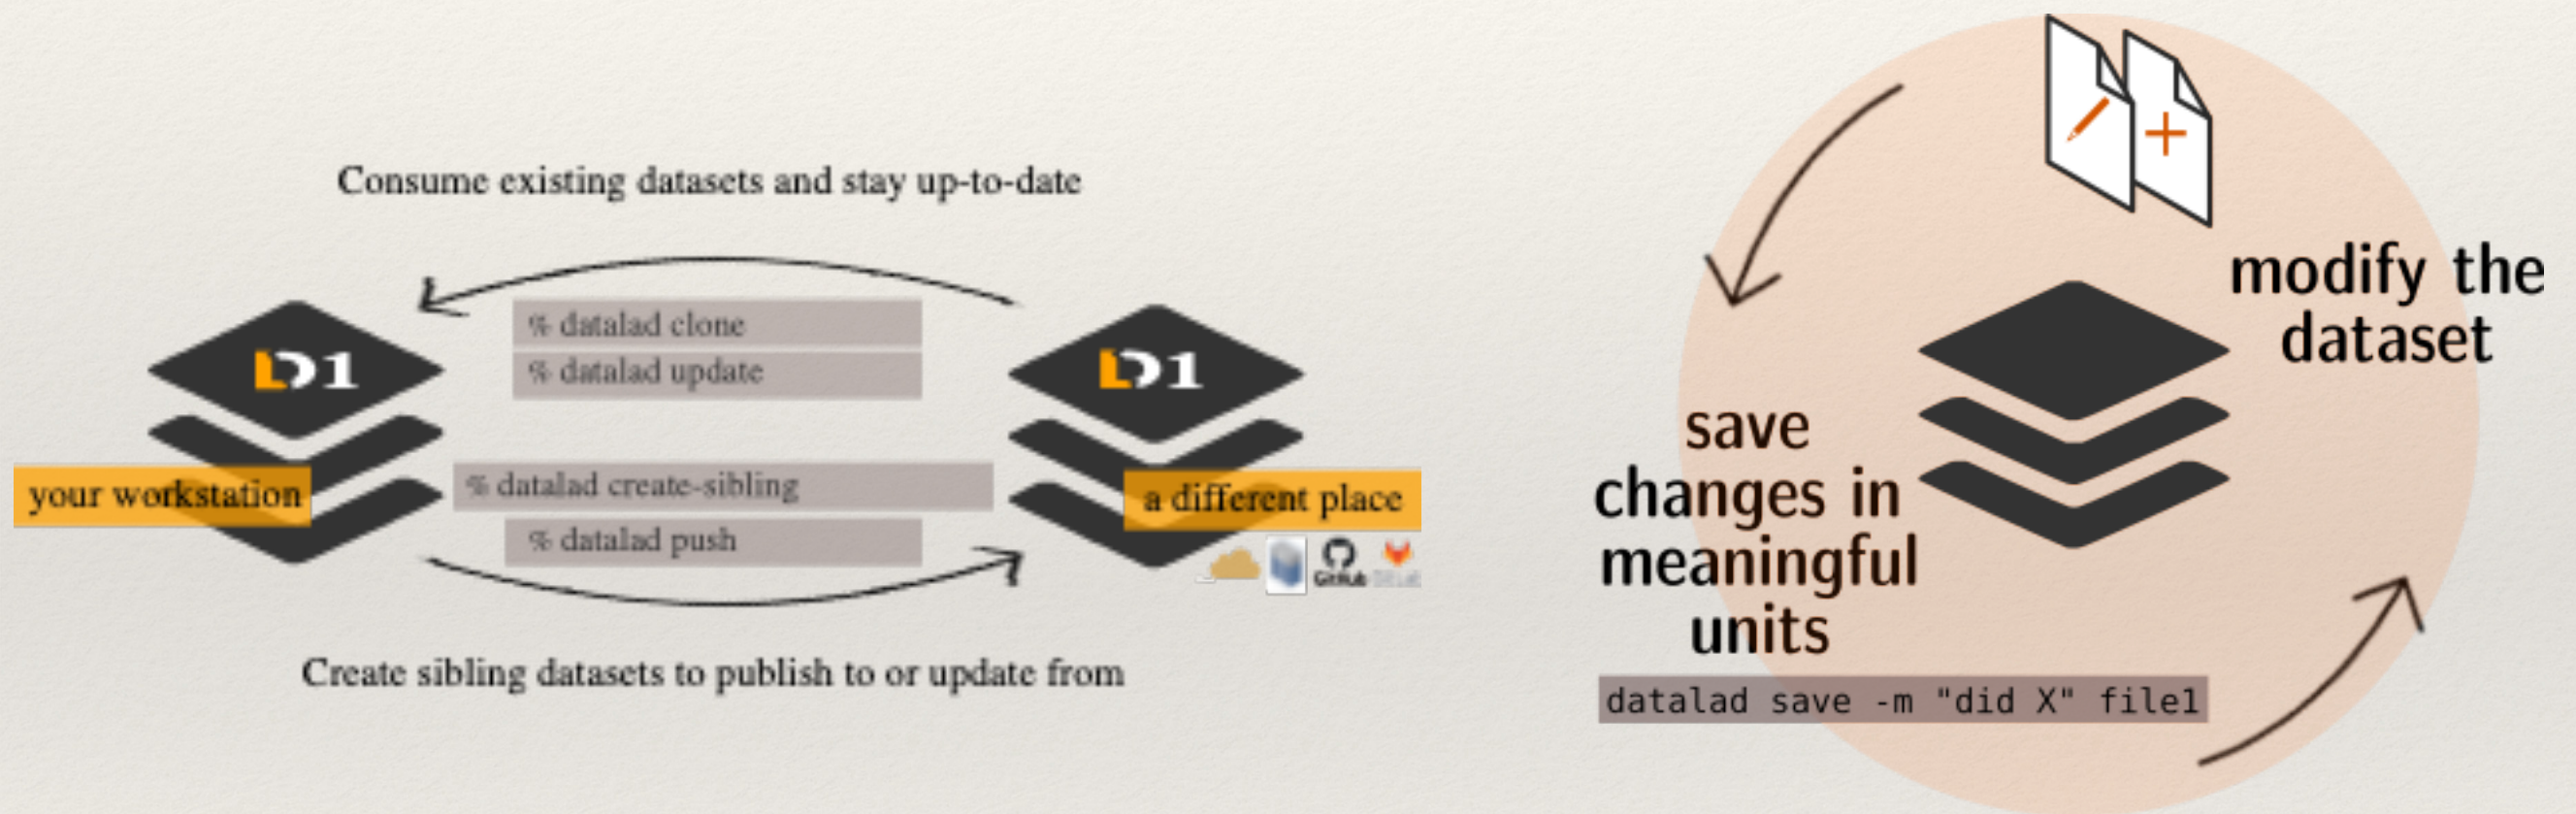 Consume existing datasets and stay up-to-date
D1
D1
% datalad clone
% datalad update
your workstation
a different place
% datalad create-sibling
% datalad push
GitHub
Create sibling datasets to publish to or update from
modify the
dataset
save
changes in
meaningful
units
datalad save -m "did X" file1